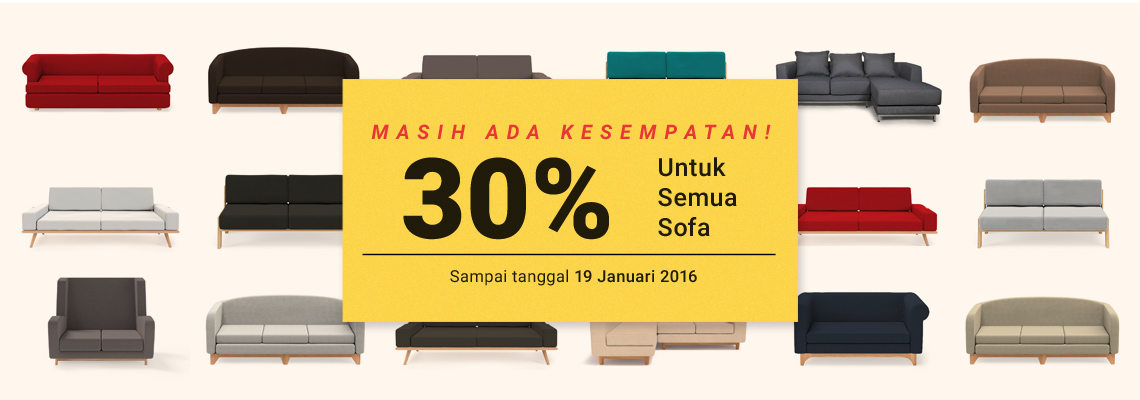 MASIH ADA KESEMPATAN!
30%
Untuk
Semua
Sofa
Sampai tanggal 19 Januari 2016